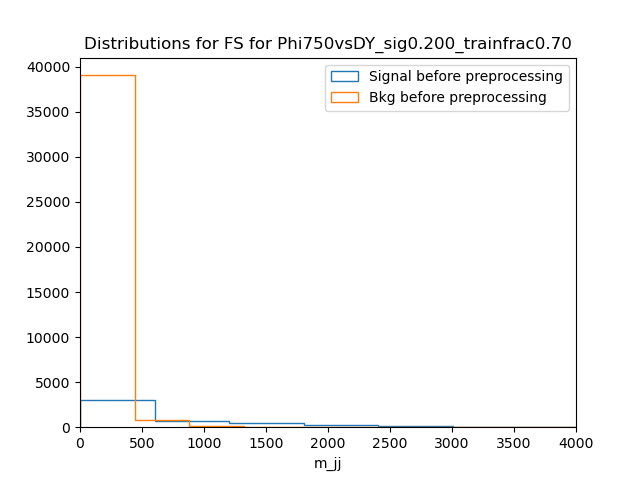 Distributions for FS for Phi750vsDY_sig0.200_trainfrac0.70
Signal before preprocessing
Bkg before preprocessing
40000
35000
30000
25000
20000
15000
10000
5000
0
0 500 1000 1500 2000 2500 3000 3500 4000
m_jj